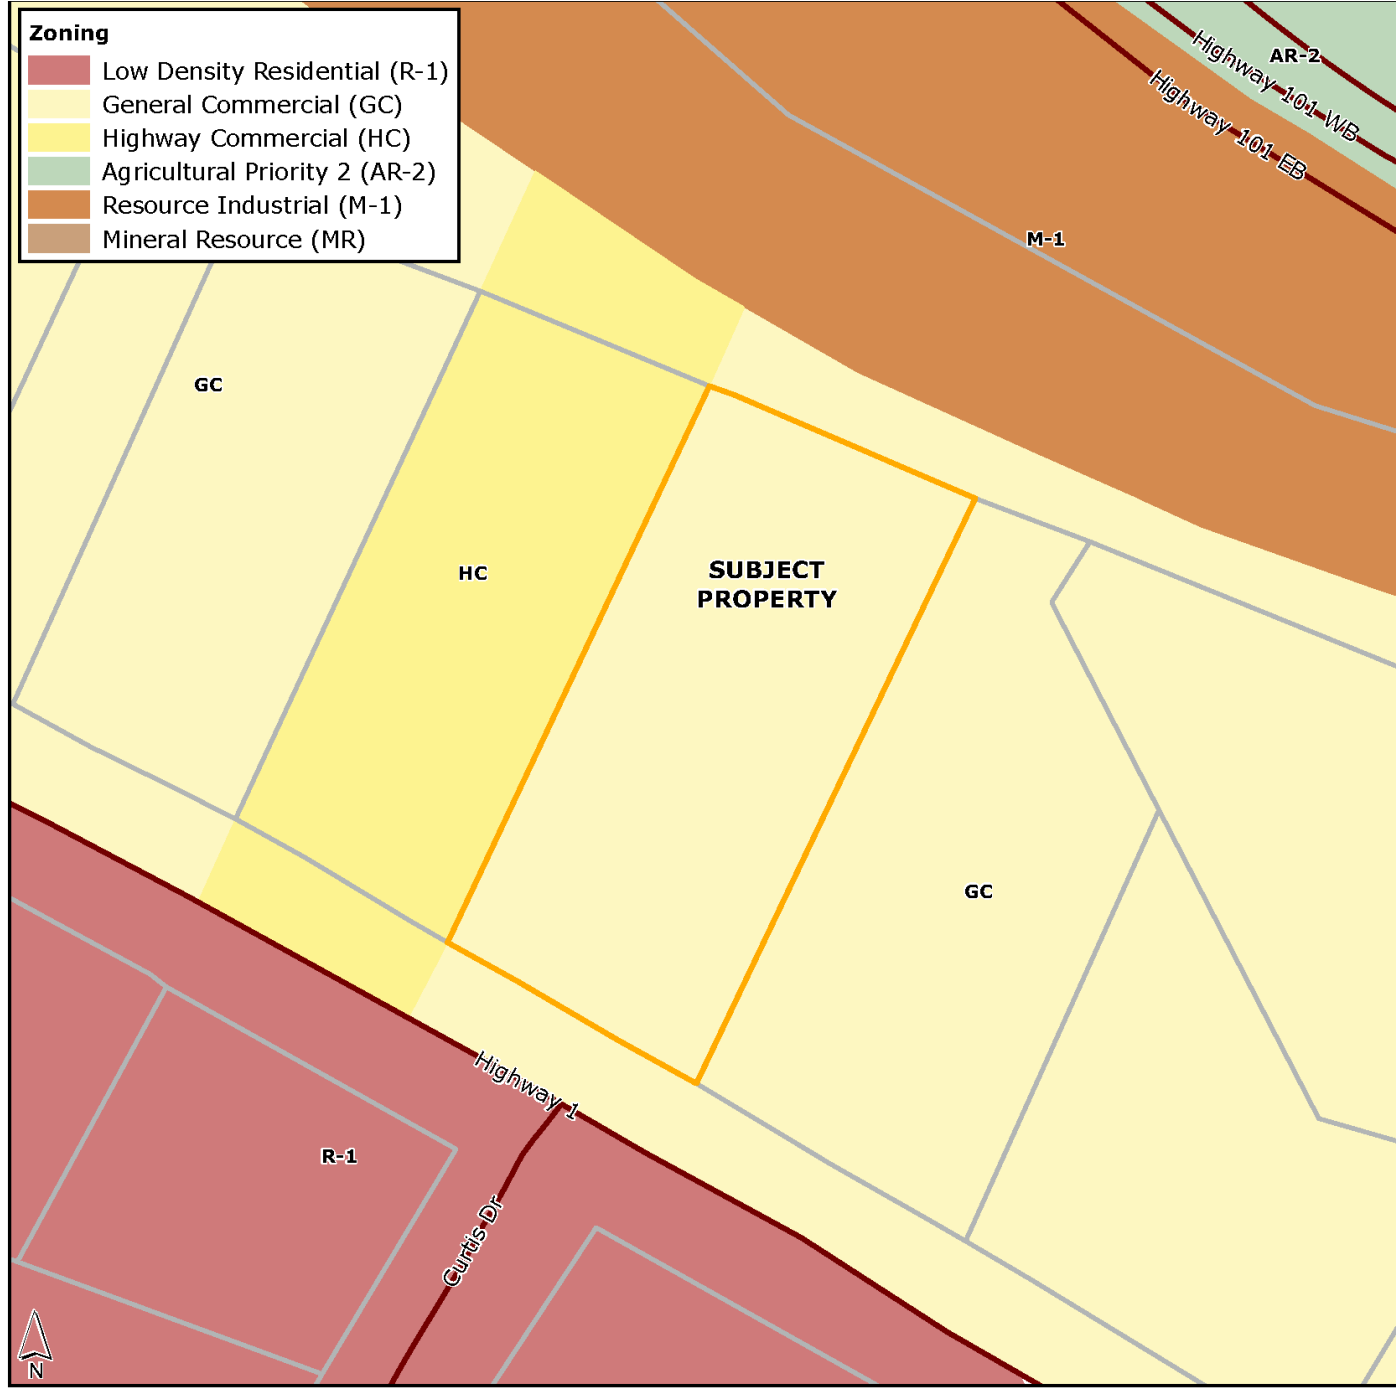 Zoning
Low Density Residential (R-1)
General Commercial (GC)
Highway Commercial (HC)
Agricultural Priority 2 (AR-2)
Resource Industrial (M-1)
Mineral Resource (MR)
AR-2
Highway 101 WB
Highway 101 EB
M-1
GC
HC
SUBJECT
PROPERTY
GC
Highway 1
R-1
Curtis Dr
N